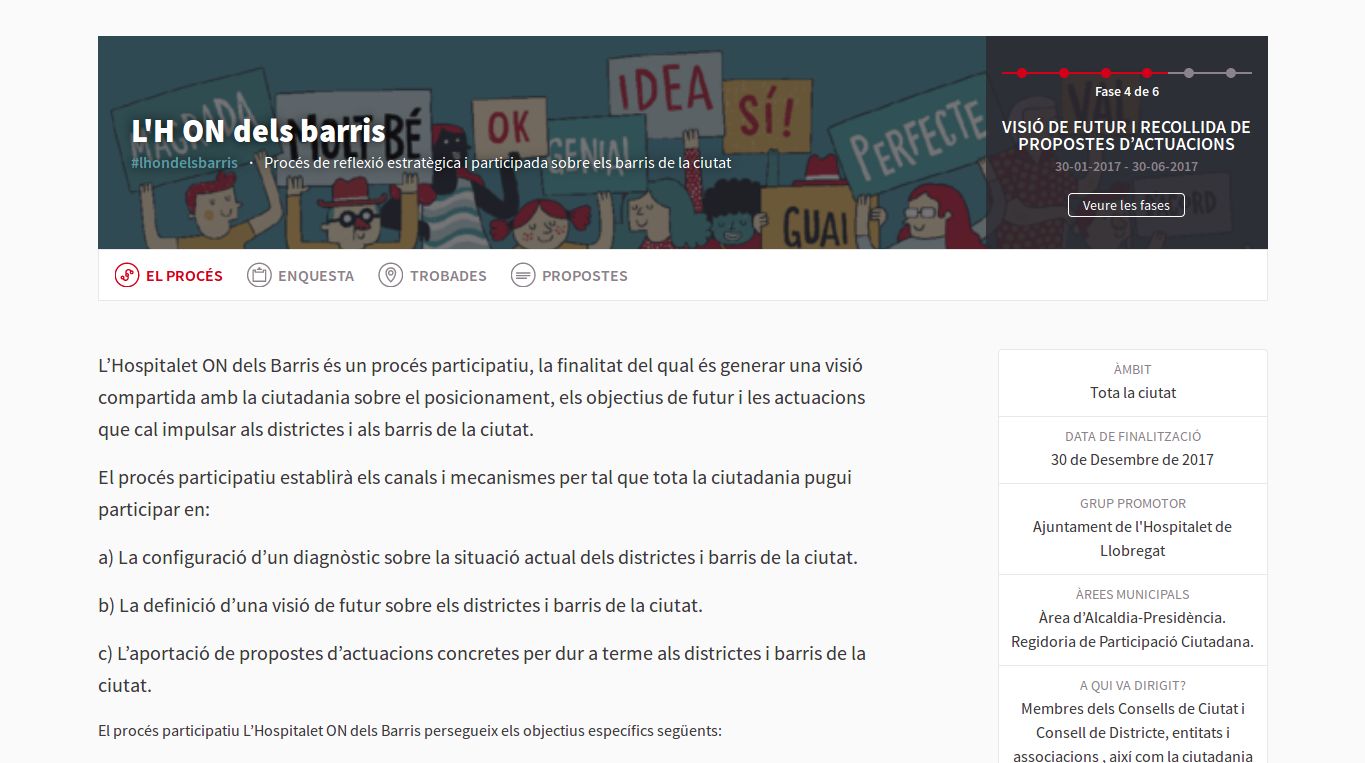 MAGRADA
MOLT BÉ
OK
GENIAL
IDEA
SÍ!
PERFECTE
GUAI
L'H ON dels barris
#lhondelsbarris · Procés de reflexió estratègica i participada sobre els barris de la ciutat
Fase 4 de 6
VISIÓ DE FUTUR I RECOLLIDA DE
PROPOSTES D’ACTUACIONS
30-01-2017 - 30-06-2017
Veure les fases
EL PROCÉS ENQUESTA TROBADES PROPOSTES
L’Hospitalet ON dels Barris és un procés participatiu, la finalitat del qual és generar una visió
compartida amb la ciutadania sobre el posicionament, els objectius de futur i les actuacions
que cal impulsar als districtes i als barris de la ciutat.
El procés participatiu establirà els canals i mecanismes per tal que tota la ciutadania pugui
participar en:
a) La configuració d’un diagnòstic sobre la situació actual dels districtes i barris de la ciutat.
b) La definició d’una visió de futur sobre els districtes i barris de la ciutat.
c) L’aportació de propostes d’actuacions concretes per dur a terme als districtes i barris de la
ciutat.
El procés participatiu L’Hospitalet ON dels Barris persegueix els objectius específics següents:
ÀMBIT
Tota la ciutat
DATA DE FINALITZACIÓ
30 de Desembre de 2017
GRUP PROMOTOR
Ajuntament de l'Hospitalet de
Llobregat
ÀREES MUNICIPALS
Àrea d’Alcaldia-Presidència.
Regidoria de Participació Ciutadana.
A QUI VA DIRIGIT?
Membres dels Consells de Ciutat i
Consell de Districte, entitats i
associacions , així com la ciutadania